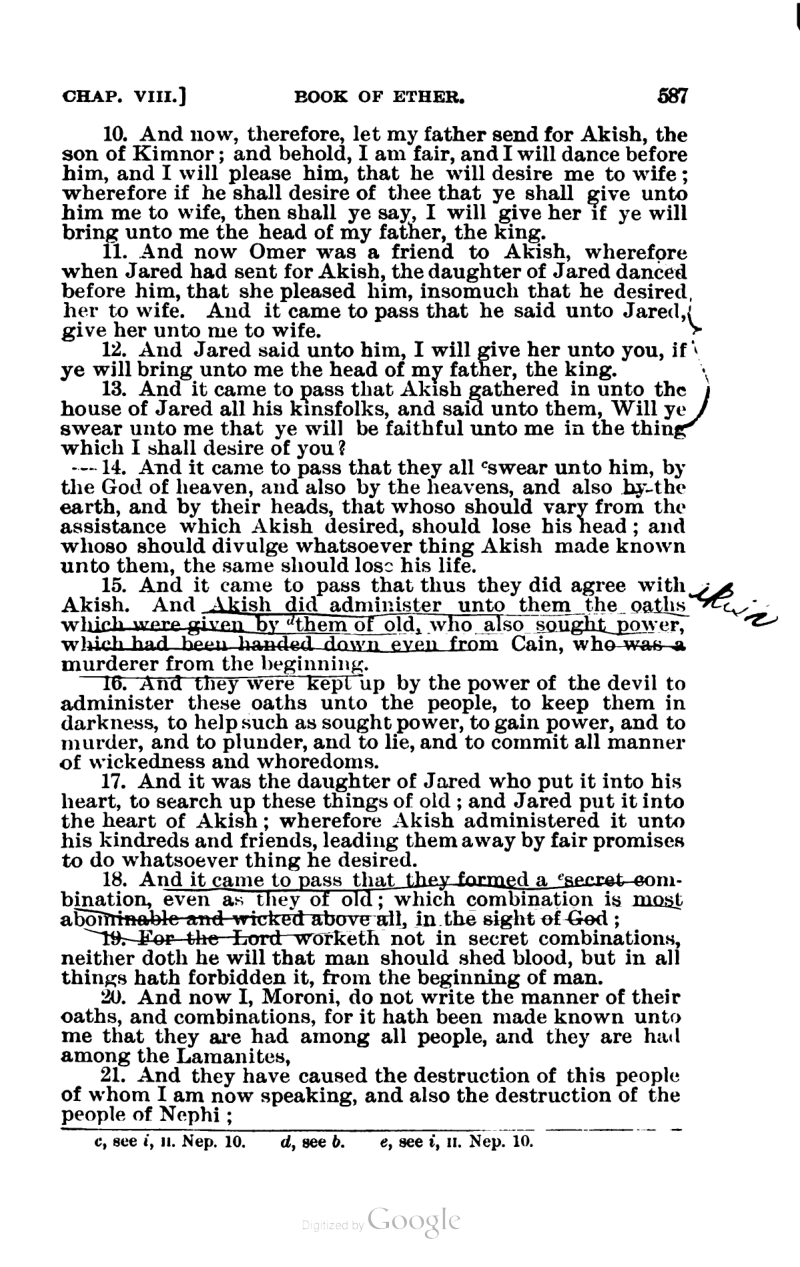 CHAP. VIII.] BOOK OF ETHER. 587
10. And now, therefore, let my father send for Akish, the
son of Kimnor; and behold, I am fair, and I will dance before
him, and I will please him, that he will desire me to wife;
wherefore if he shall desire of thee that ye shall give unto
him me to wife, then shall ye say, I will give her if ye will
bring unto me the head of my father, the king.
11. And now Omer was a friend to Akish, wherefore
when Jared had sent for Akish, the daughter of Jared danced
before him, that she pleased him, insomuch that he desired
her to wife. And it came to pass that he said unto Jared,
give her unto me to wife.
12. And Jared said unto him, I will give her unto you, if
ye will bring unto me the head of my father, the king.
13. And it came to pass that Akish gathered in unto the
house of Jared all his kinsfolks, and said unto them, Will ye
swear unto me that ye will be faithful unto me in the thing
which I shall desire of you?
14. And it came to pass that they all cswear unto him, by
the God of heaven, and also by the heavens, and also by the
earth, and by their heads, that whoso should vary from the
assistance which Akish desired, should lose his head; and
whoso should divulge whatsoever thing Akish made known
unto them, the same should lose his life.
15. And it came to pass that thus they did agree with
Akish. And Akish did administer unto them the oaths
which were given by dthem of old, who also sought power,
which had been handed down even from Cain, who was a
murderer from the beginning.
16. And they were kept up by the power of the devil to
administer these oaths unto the people, to keep them in
darkness, to help such as sought power, to gain power, and to
murder, and to plunder, and to lie, and to commit all manner
of wickedness and whoredoms.
17. And it was the daughter of Jared who put it into his
heart, to search up these things of old; and Jared put it into
the heart of Akish; wherefore Akish administered it unto
his kindreds and friends, leading them away by fair promises
to do whatsoever thing he desired.
18. And it came to pass that they formed a esecret com-
bination, even as they of old; which combination is most
abominable and wicked above all, in the sight of God;
19. For the Lord worketh not in secret combinations,
neither doth he will that man should shed blood, but in all
things hath forbidden it, from the beginning of man.
20. And now I, Moroni, do not write the manner of their
oaths, and combinations, for it hath been made known unto
me that they are had among all people, and they are had
among the Lamanites,
21. And they have caused the destruction of this people
of whom I am now speaking, and also the destruction of the
people of Nephi;
c, see i, II. Nep. 10. d, see b. e, see i, II. Nep. 10.
Digitized by Google